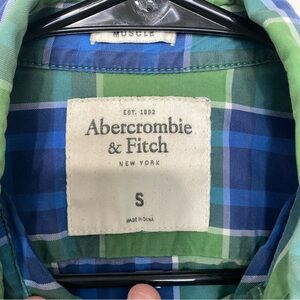 MUSCLE
EST. 1892
Abercrombie
& Fitch
NEW YORK
S
MADE IN CHINA